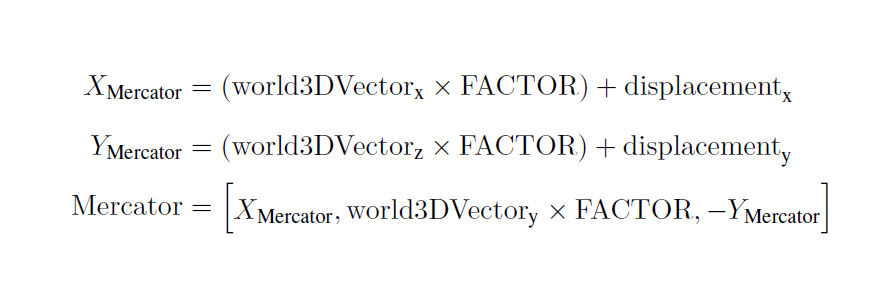 X_Mercator = (world3DVector_x × FACTOR) + displacement_x
Y_Mercator = (world3DVector_z × FACTOR) + displacement_y
Mercator = [X_Mercator, world3DVector_y × FACTOR, −Y_Mercator]